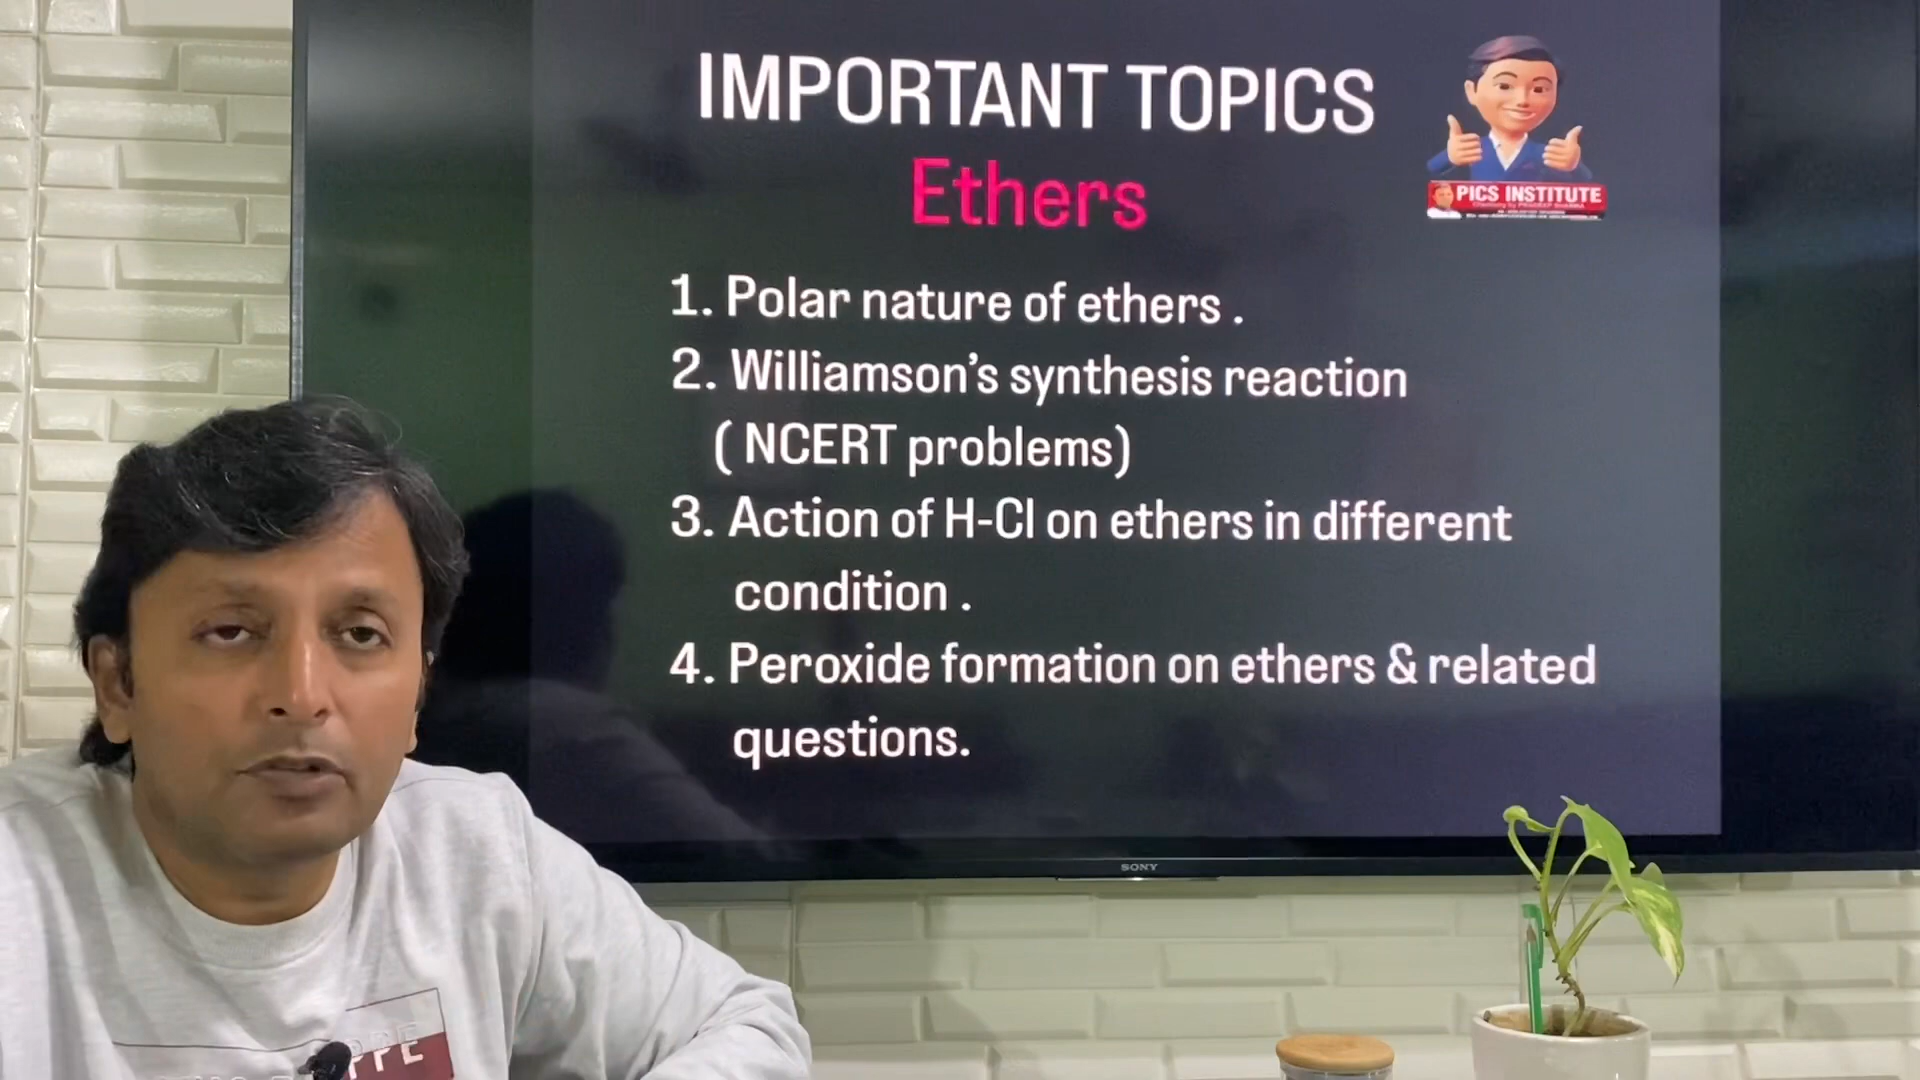 IMPORTANT TOPICS
Ethers
PICS INSTITUTE
1. Polar nature of ethers .
2. Williamson’s synthesis reaction
( NCERT problems)
3. Action of H-Cl on ethers in different
condition .
4. Peroxide formation on ethers & related
questions.
SONY
PPE